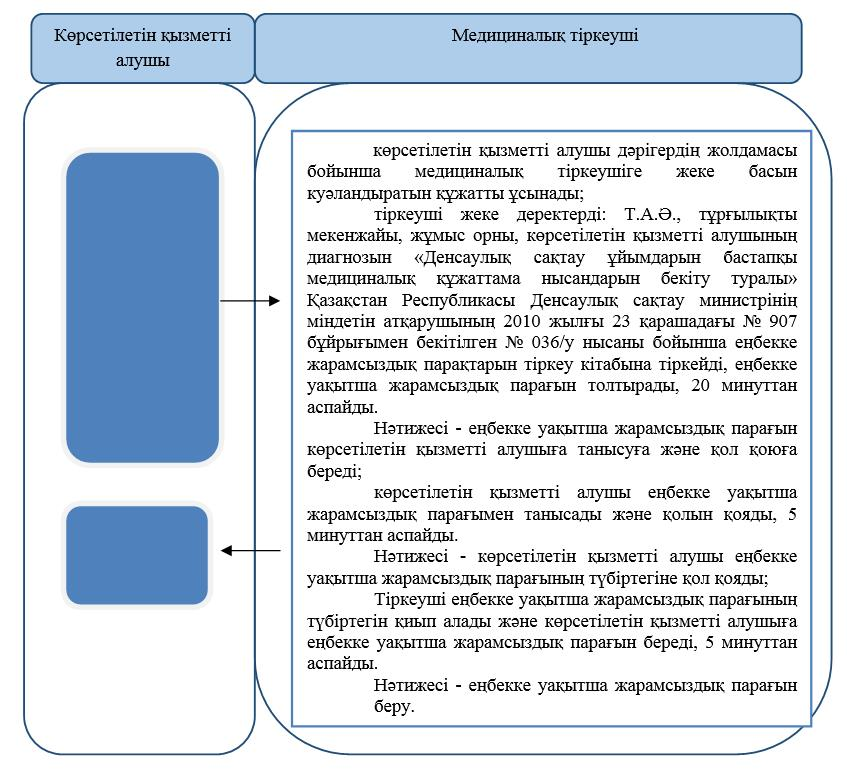 Көрсетілетін қызметті
алушы
Медициналық тіркеуші
көрсетілетін қызметті алушы дәрігердің жолдамасы
бойынша медициналық тіркеушіге жеке басын
куәландыратын құжатты ұсынады;
тіркеуші жеке деректерді: Т.А.Ә., тұрғылықты
мекенжайы, жұмыс орны, көрсетілетін қызметті алушының
диагнозын «Денсаулық сақтау ұйымдарын бастапқы
медициналық құжаттама нысандарын бекіту туралы»
Қазақстан Республикасы Денсаулық сақтау министрінің
міндетін атқарушының 2010 жылғы 23 қарашадағы № 907
бұйрығымен бекітілген № 036/у нысаны бойынша еңбекке
жарамсыздық парақтарын тіркеу кітабына тіркейді, еңбекке
уақытша жарамсыздық парағын толтырады, 20 минуттан
аспайды.
Нәтижесі - еңбекке уақытша жарамсыздық парағын
көрсетілетін қызметті алушыға танысуға және қол қоюға
береді;
көрсетілетін қызметті алушы еңбекке уақытша
жарамсыздық парағымен танысады және қолын қояды, 5
минуттан аспайды.
Нәтижесі - көрсетілетін қызметті алушы еңбекке
уақытша жарамсыздық парағының түбіртегіне қол қояды;
Тіркеуші еңбекке уақытша жарамсыздық парағының
түбіртегін қиып алады және көрсетілетін қызметті алушыға
еңбекке уақытша жарамсыздық парағын береді, 5 минуттан
аспайды.
Нәтижесі - еңбекке уақытша жарамсыздық парағын
беру.